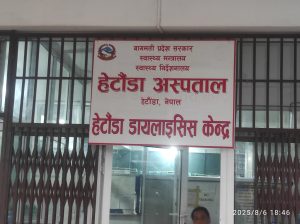 बागमती प्रदेश सरकार
स्वास्थ्य मन्त्रालय
स्वास्थ्य निर्देशनालय
हेटौंडा अस्पताल
हेटौंडा, नेपाल
हेटौंडा डायलाइसिस केन्द्र
2025/8/6 18:46